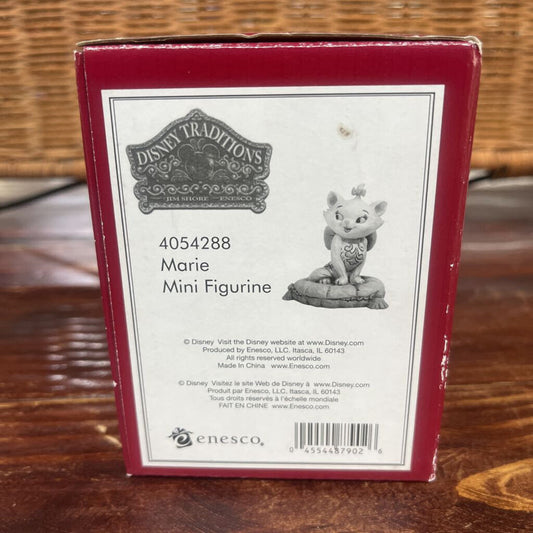 DISNEY TRADITIONS
JIM SHORE ENESCO
4054288
Marie
Mini Figurine
© Disney Visit the Disney website at www.Disney.com
Produced by Enesco, LLC. Itasca, IL 60143
All rights reserved worldwide
Made In China www.Enesco.com
© Disney Visitez le site Web de Disney à www.Disney.com
Produit par Enesco, LLC. Itasca, IL 60143
Tous droits réservés à l'échelle mondiale
FAIT EN CHINE www.Enesco.com
enesco.®
0 4554487902 6